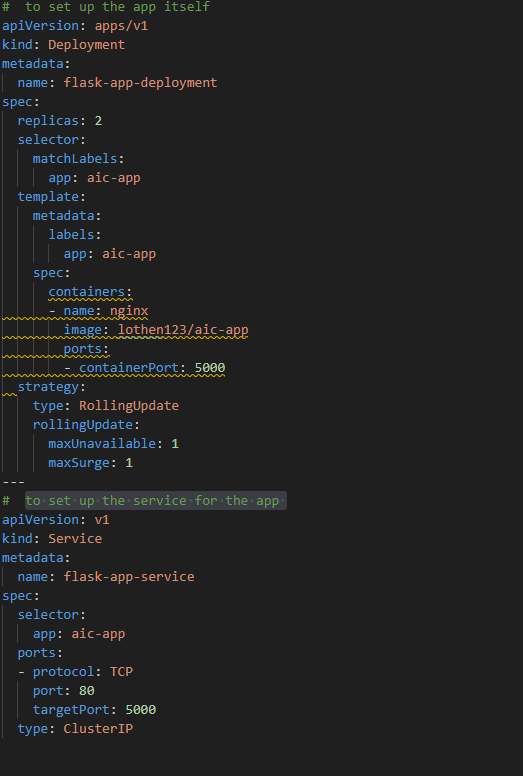 #  to set up the app itself
apiVersion: apps/v1
kind: Deployment
metadata:
  name: flask-app-deployment
spec:
  replicas: 2
  selector:
    matchLabels:
      app: aic-app
  template:
    metadata:
      labels:
        app: aic-app
    spec:
      containers:
      - name: nginx
        image: lothen123/aic-app
        ports:
        - containerPort: 5000
  strategy:
    type: RollingUpdate
    rollingUpdate:
      maxUnavailable: 1
      maxSurge: 1
---
#  to set up the service for the app
apiVersion: v1
kind: Service
metadata:
  name: flask-app-service
spec:
  selector:
    app: aic-app
  ports:
  - protocol: TCP
    port: 80
    targetPort: 5000
  type: ClusterIP